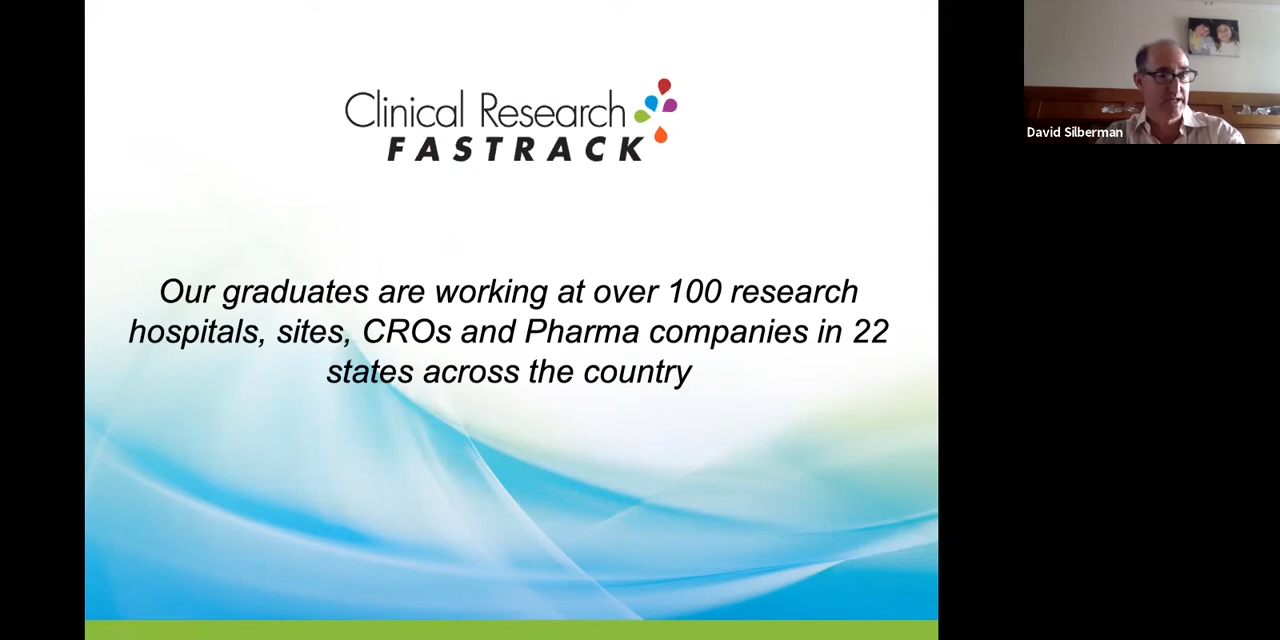 Clinical Research
FASTRACK
Our graduates are working at over 100 research
hospitals, sites, CROs and Pharma companies in 22
states across the country
David Silberman